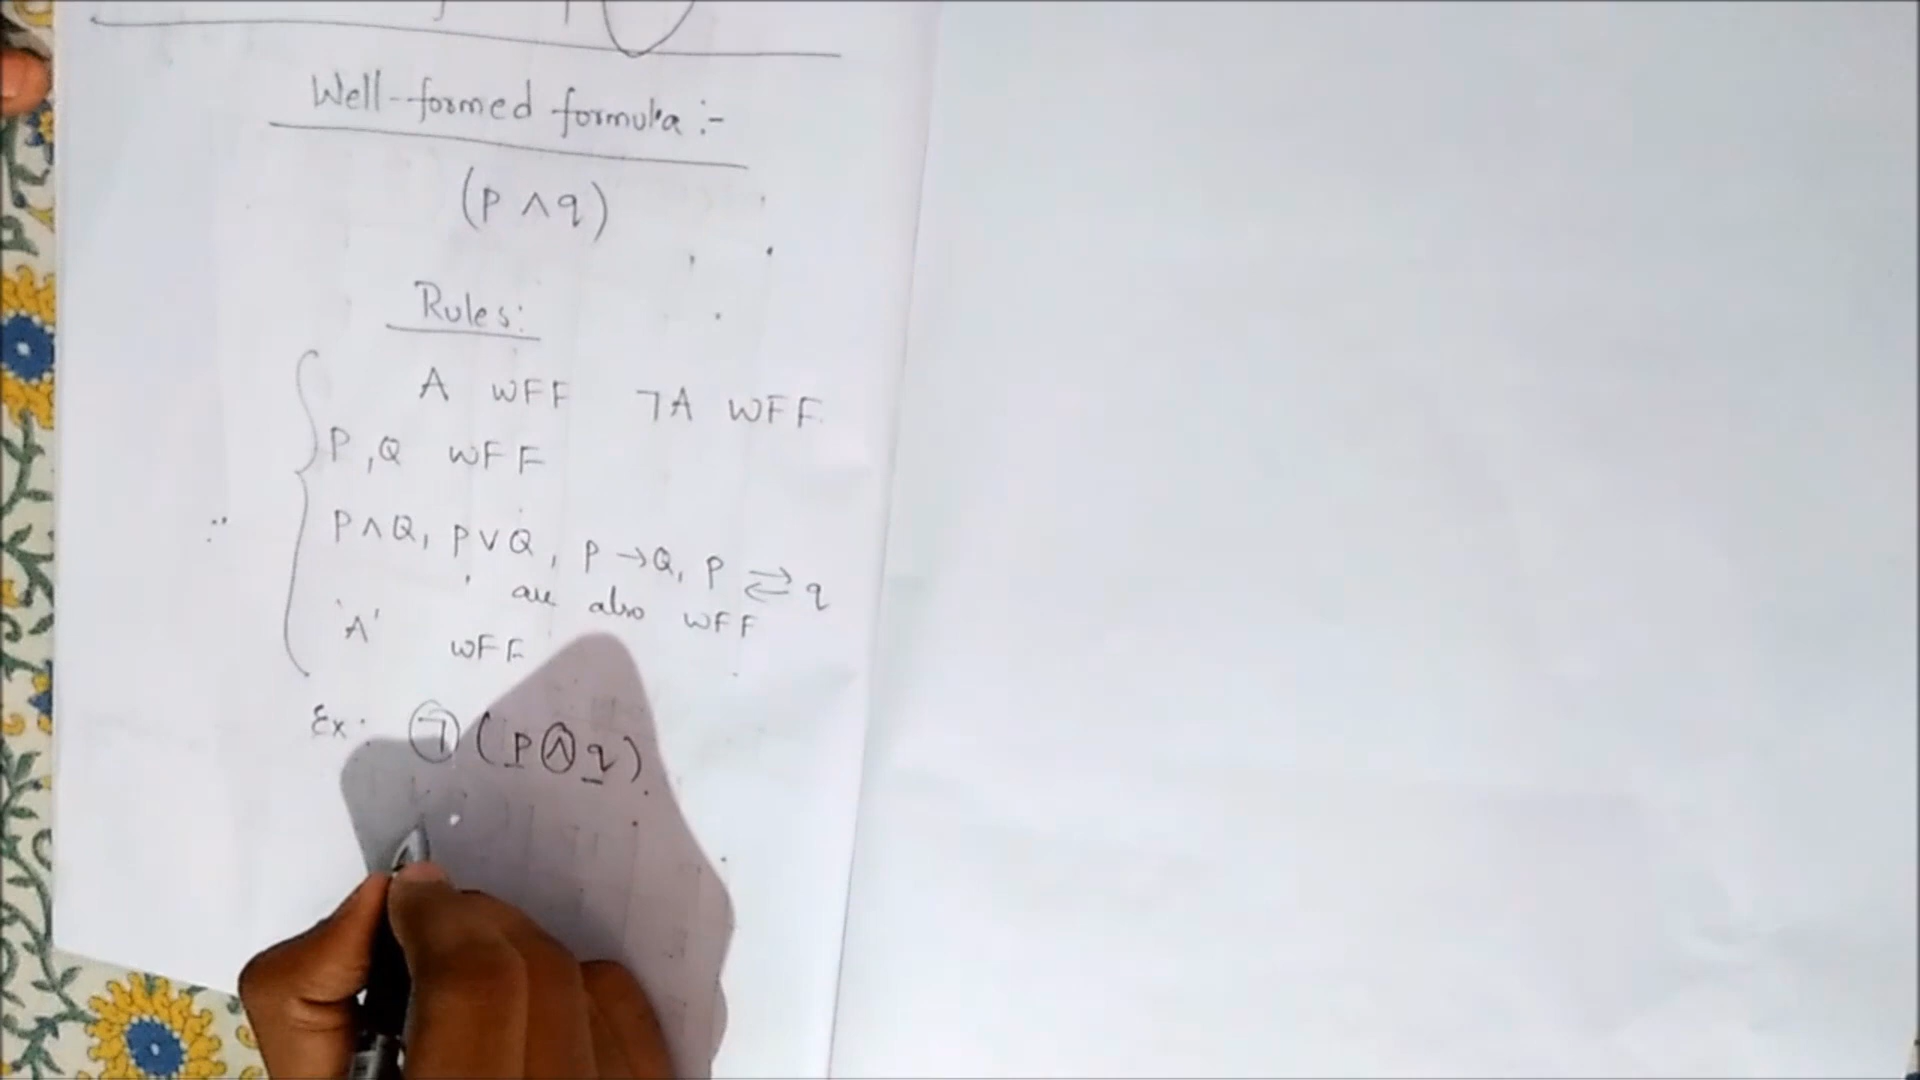 Well-formed formula :-
(P ∧ q)
Rules:
A WFF ¬A WFF
P, Q WFF
P ∧ Q, P ∨ Q, P → Q, P ⇄ q
are also WFF
'A' WFF
Ex: ¬ (P ∧ q).